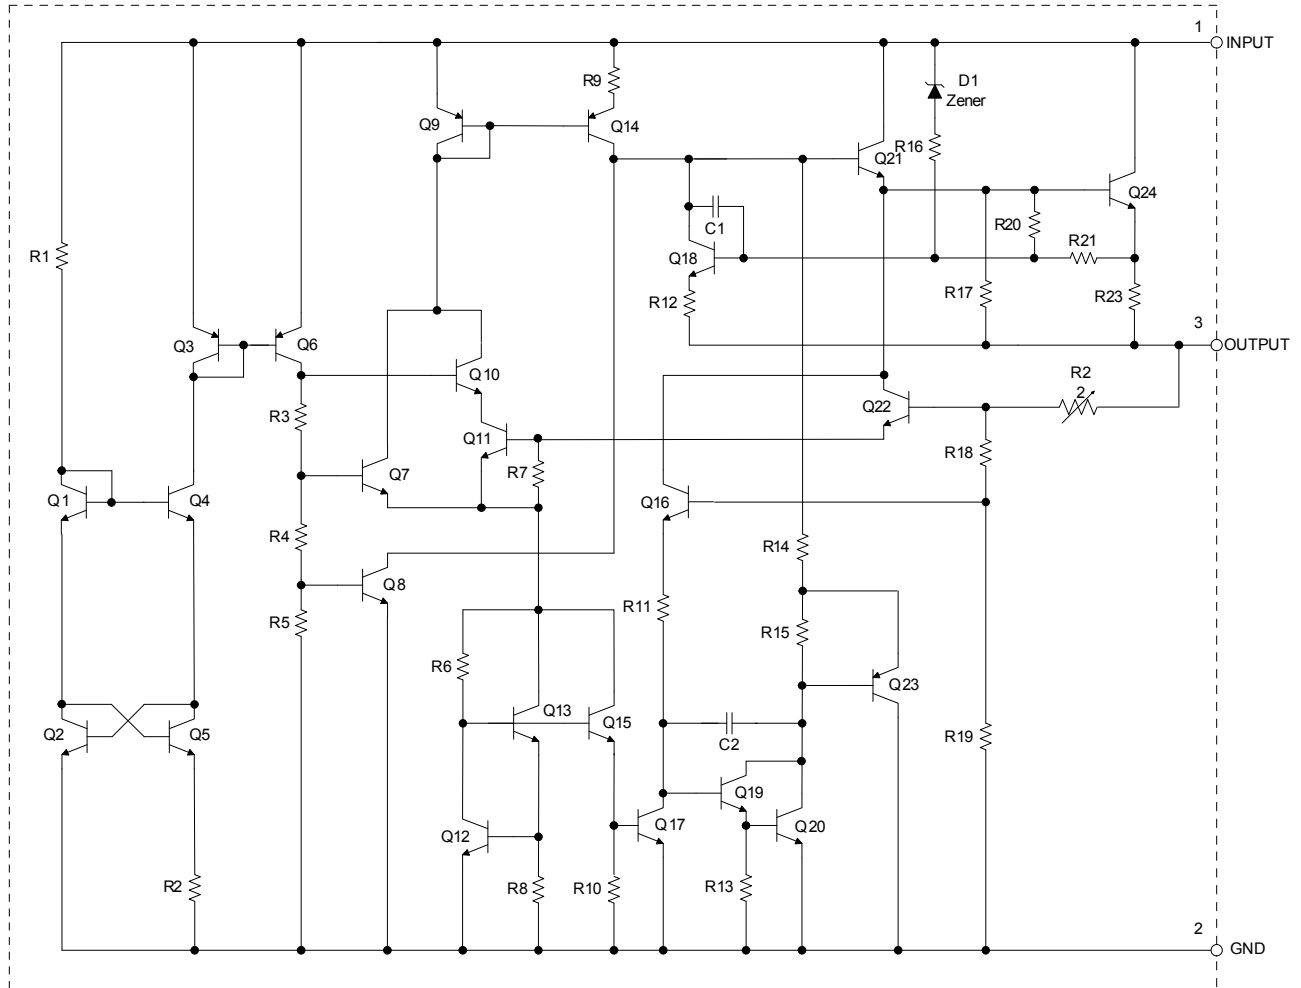 1
INPUT
R9
D1
Zener
Q9
Q14
R16
Q21
Q24
C1
R20
R21
Q18
R1
R12
R17
R23
3
Q3
Q6
OUTPUT
Q10
R2
2
R3
Q22
Q11
R7
R18
Q7
Q1
Q4
Q16
R4
R14
Q8
R11
R5
R15
R6
Q23
Q13
Q15
Q2
Q5
C2
R19
Q19
Q12
Q17
Q20
R2
R8
R10
R13
2
GND